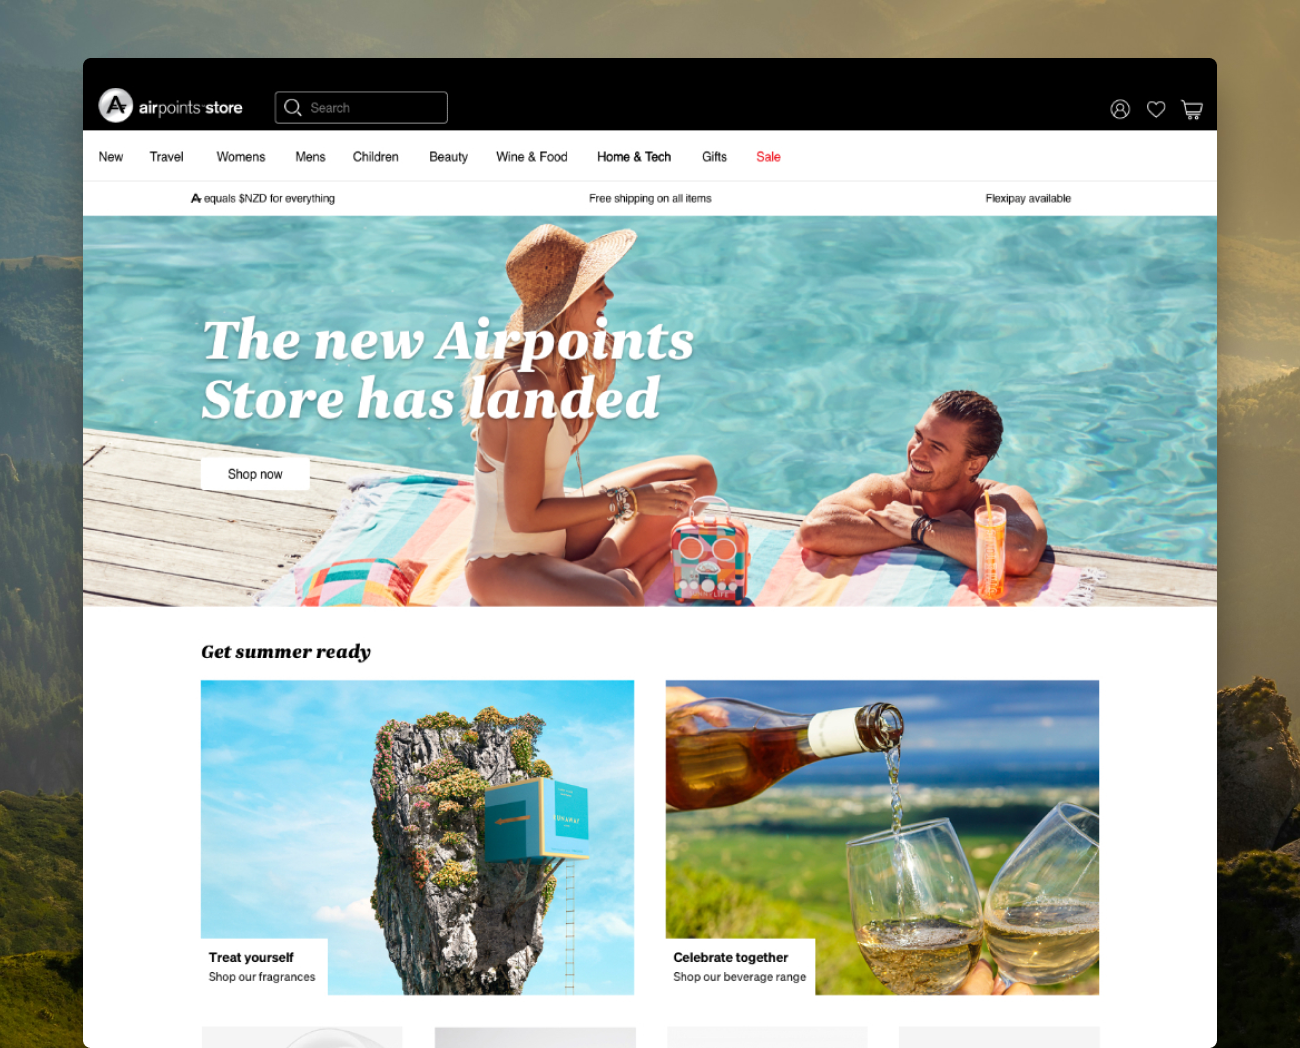 airpoints™store
Search
New Travel Womens Mens Children Beauty Wine & Food Home & Tech Gifts Sale
equals $NZD for everything
Free shipping on all items
Flexipay available
The new Airpoints
Store has landed
Shop now
Get summer ready
Treat yourself
Shop our fragrances
Celebrate together
Shop our beverage range